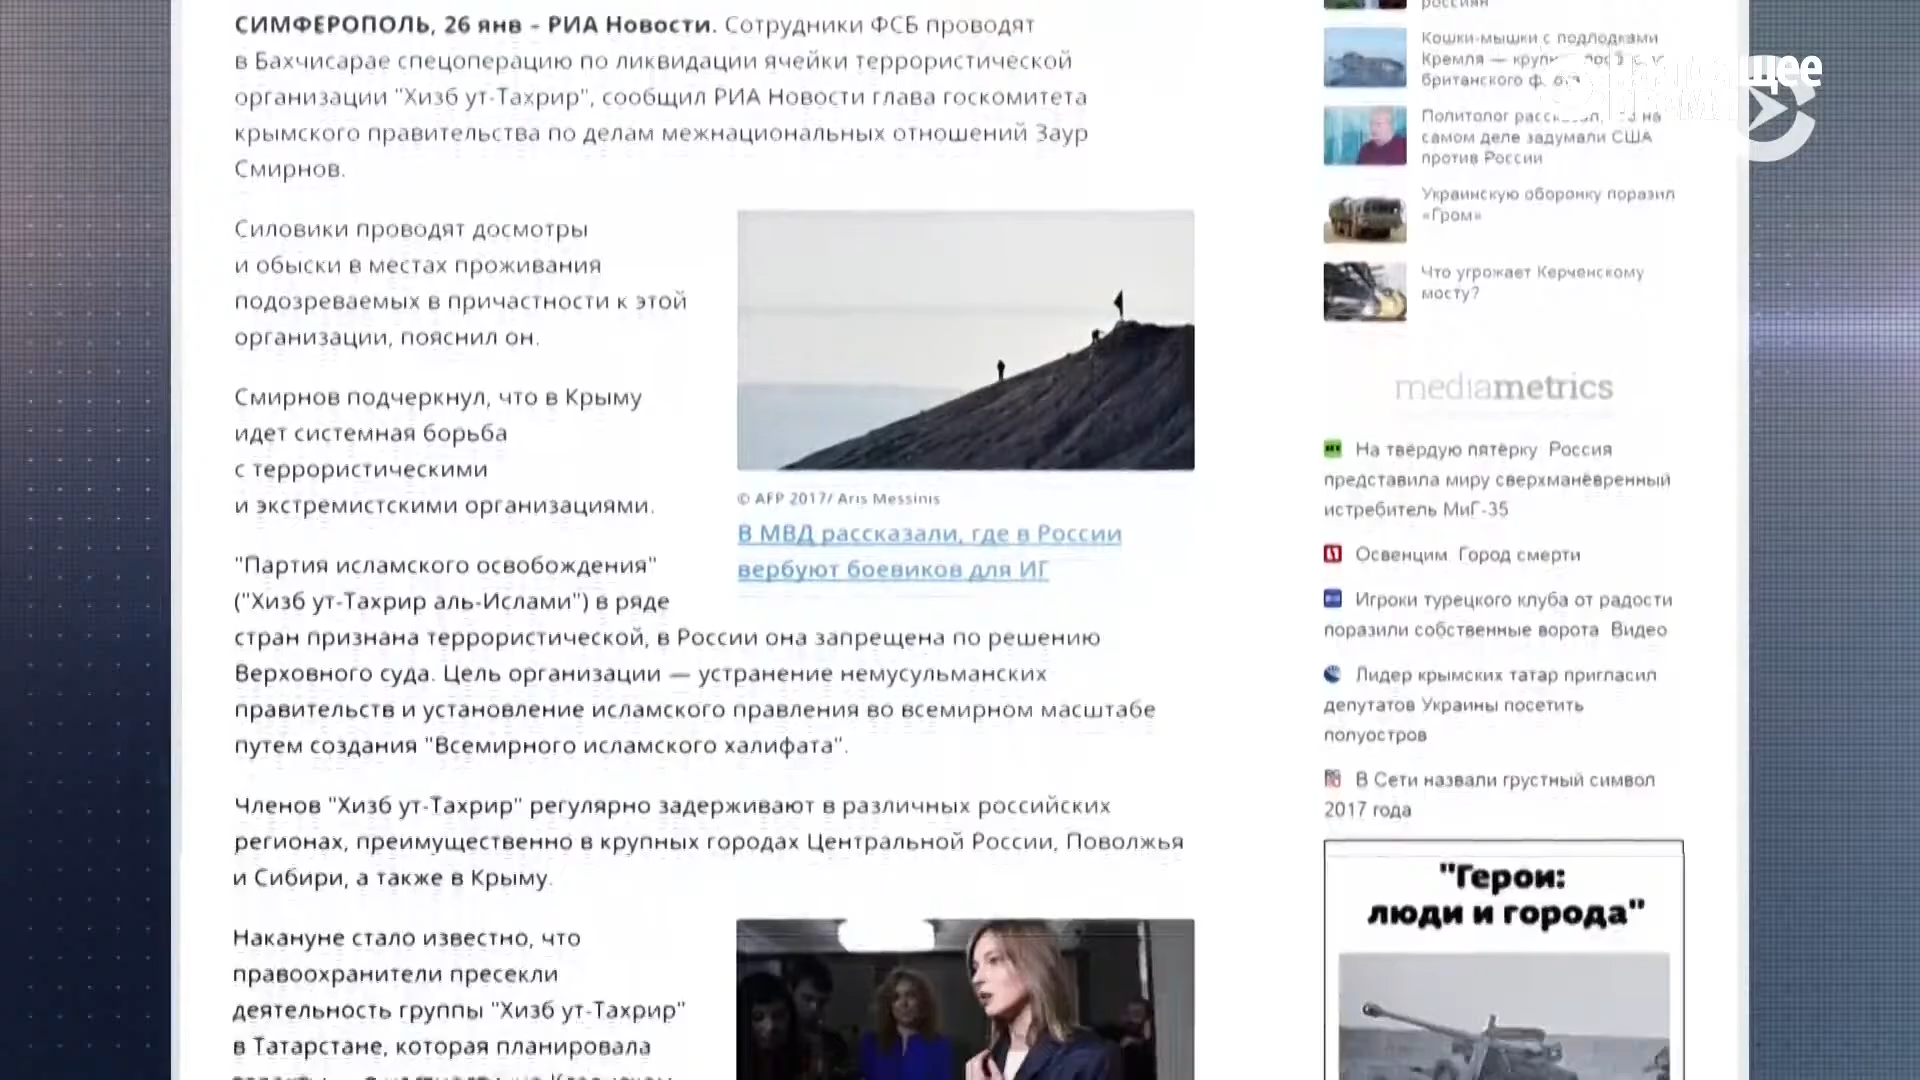 СИМФЕРОПОЛЬ, 26 янв - РИА Новости. Сотрудники ФСБ проводят
в Бахчисарае спецоперацию по ликвидации ячейки террористической
организации "Хизб ут-Тахрир", сообщил РИА Новости глава госкомитета
крымского правительства по делам межнациональных отношений Заур
Смирнов.
Силовики проводят досмотры
и обыски в местах проживания
подозреваемых в причастности к этой
организации, пояснил он.
Смирнов подчеркнул, что в Крыму
идет системная борьба
с террористическими
и экстремистскими организациями.
© AFP 2017/ Aris Messinis
В МВД рассказали, где в России
вербуют боевиков для ИГ
"Партия исламского освобождения"
("Хизб ут-Тахрир аль-Ислами") в ряде
стран признана террористической, в России она запрещена по решению
Верховного суда. Цель организации — устранение немусульманских
правительств и установление исламского правления во всемирном масштабе
путем создания "Всемирного исламского халифата".
Членов "Хизб ут-Тахрир" регулярно задерживают в различных российских
регионах, преимущественно в крупных городах Центральной России, Поволжья
и Сибири, а также в Крыму.
Накануне стало известно, что
правоохранители пресекли
деятельность группы "Хизб ут-Тахрир"
в Татарстане, которая планировала
россиян
Кошки-мышки с подлодками
Кремля —
британского
Политолог на
самом деле задумали США
против России
Украинскую оборонку поразил
«Гром»
Что угрожает Керченскому
мосту?
mediametrics
На твёрдую пятёрку Россия
представила миру сверхманёвренный
истребитель МиГ-35
Освенцим Город смерти
Игроки турецкого клуба от радости
поразили собственные ворота Видео
Лидер крымских татар пригласил
депутатов Украины посетить
полуостров
В Сети назвали грустный символ
2017 года
"Герои:
люди и города"